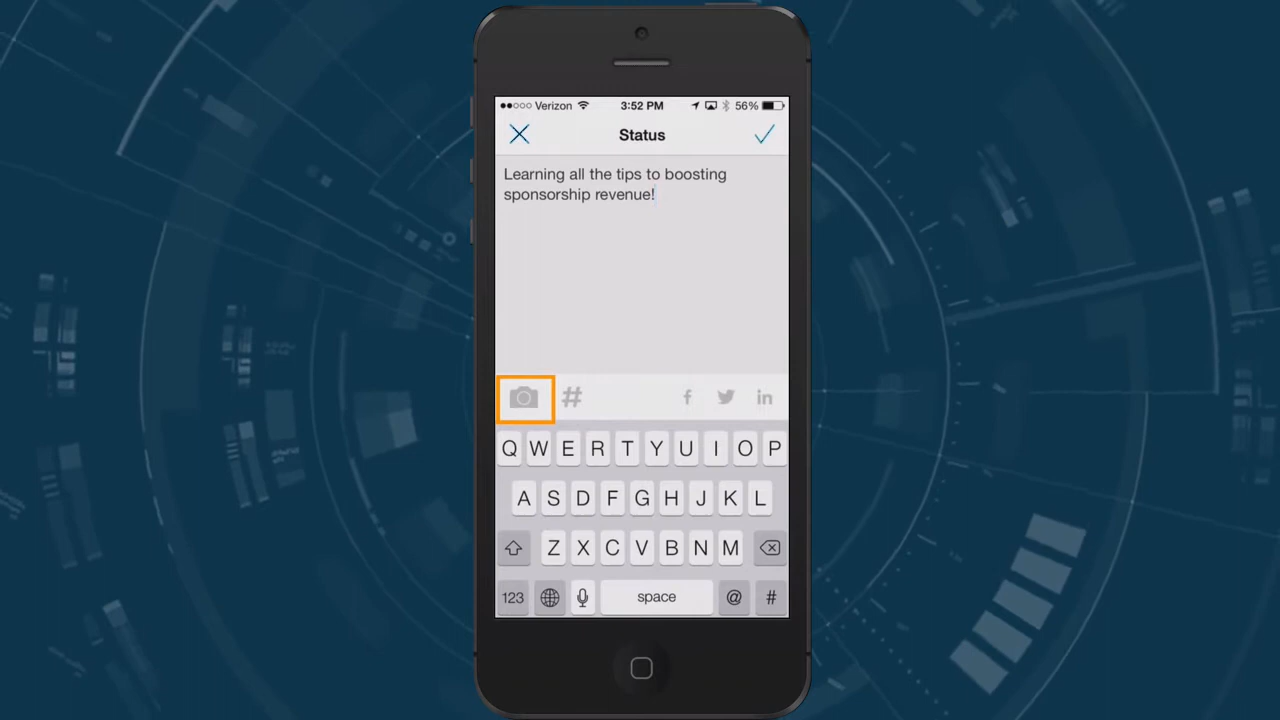 Verizon 3:52 PM 56%
Status
Learning all the tips to boosting
sponsorship revenue!
# f in
Q W E R T Y U I O P
A S D F G H J K L
Z X C V B N M
123 space @ #